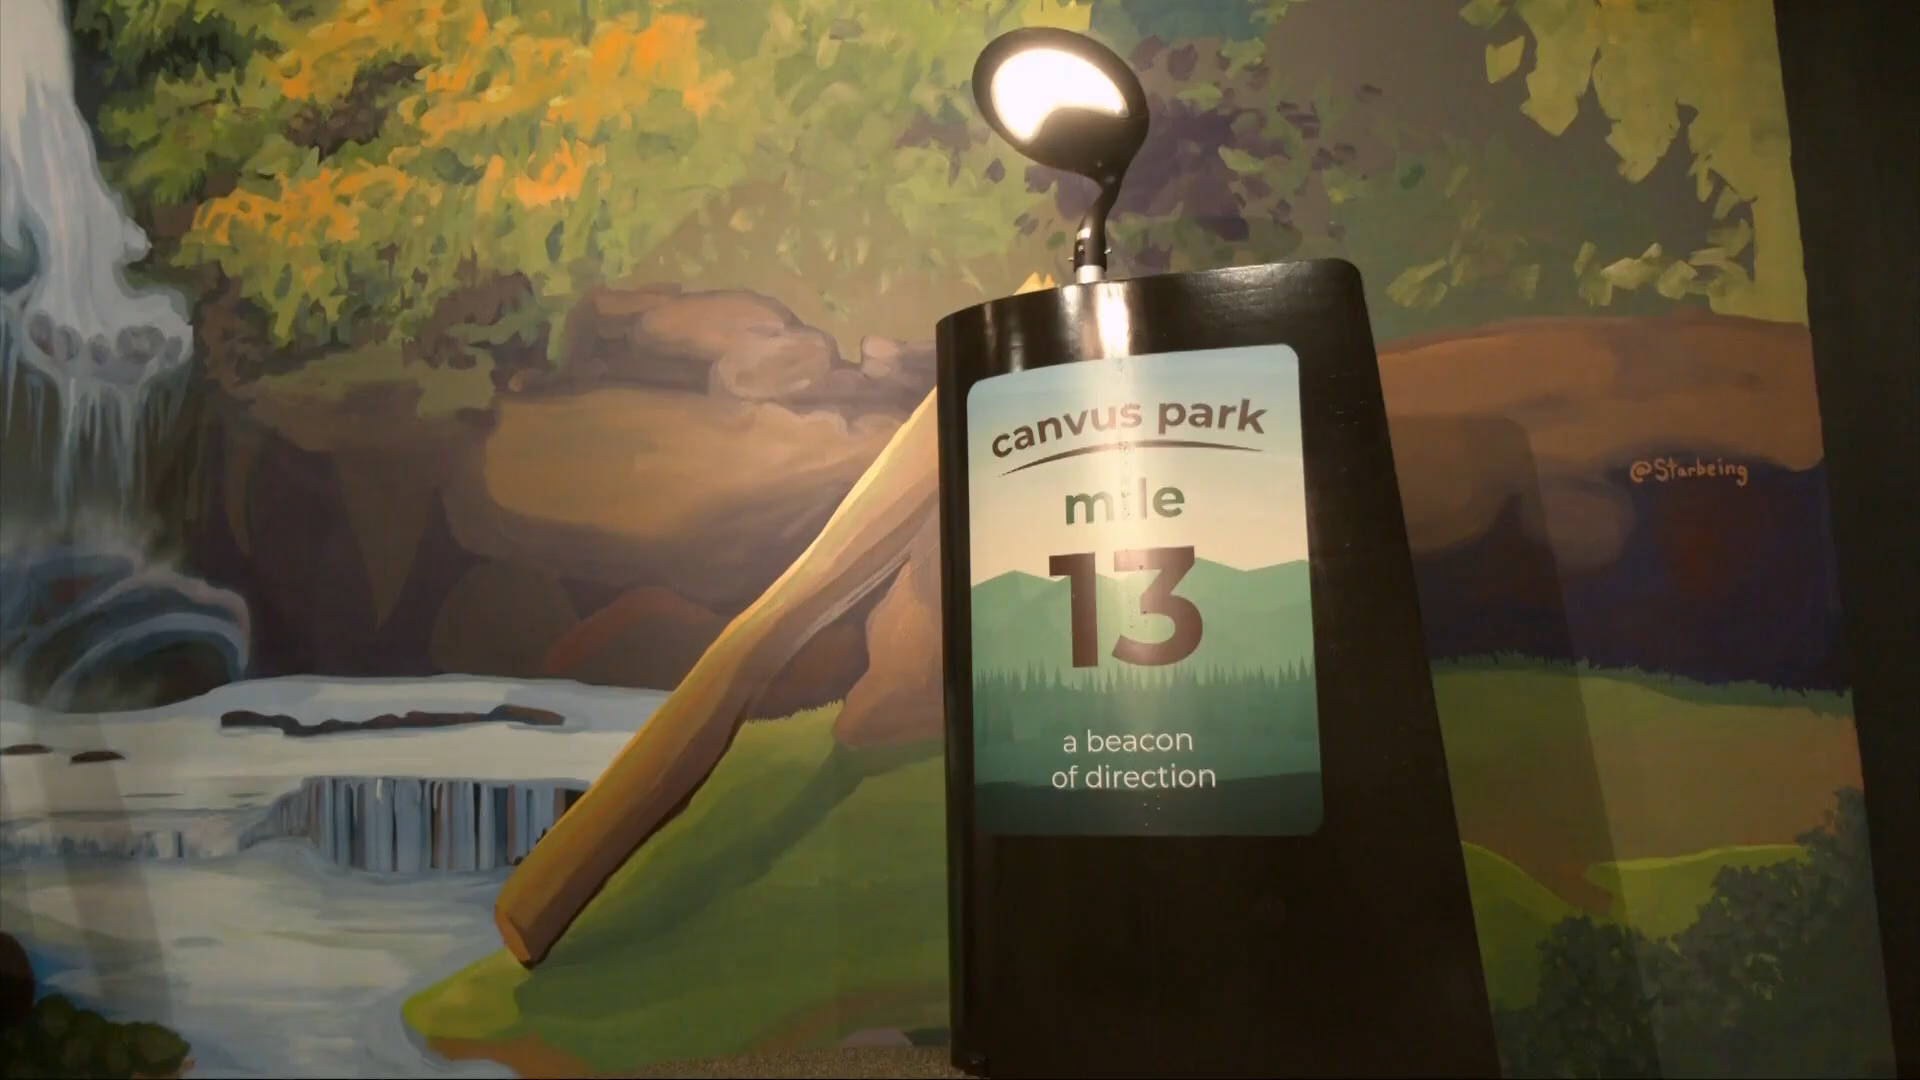 canvus park
mile
13
a beacon
of direction
@Starbeing